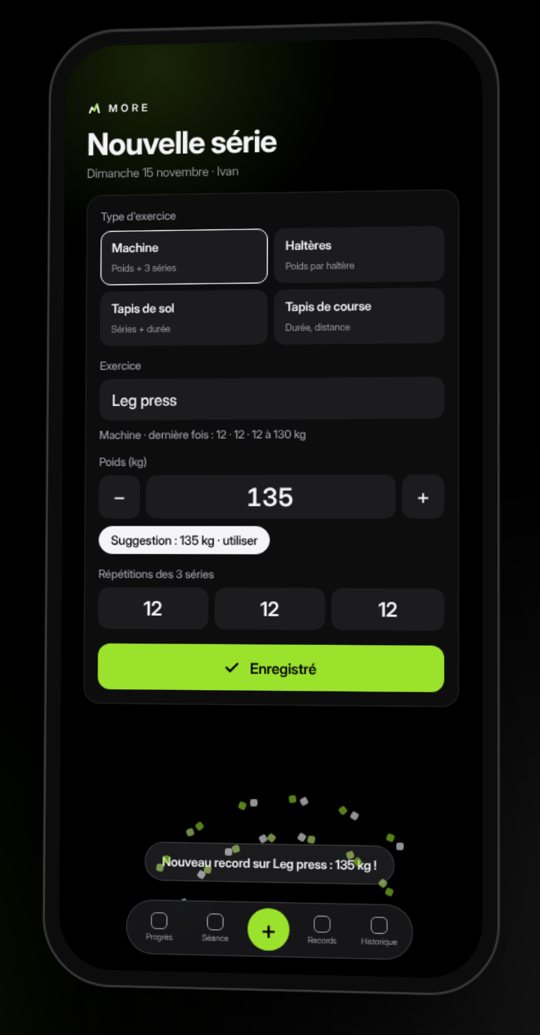 MORE
Nouvelle série
Dimanche 15 novembre · Ivan
Type d'exercice
Machine
Poids + 3 séries
Haltères
Poids par haltère
Tapis de sol
Séries + durée
Tapis de course
Durée, distance
Exercice
Leg press
Machine · dernière fois : 12 · 12 · 12 à 130 kg
Poids (kg)
− 135 +
Suggestion : 135 kg · utiliser
Répétitions des 3 séries
12 12 12
✓ Enregistré
Nouveau record sur Leg press : 135 kg !
+
Progrès Séance Records Historique